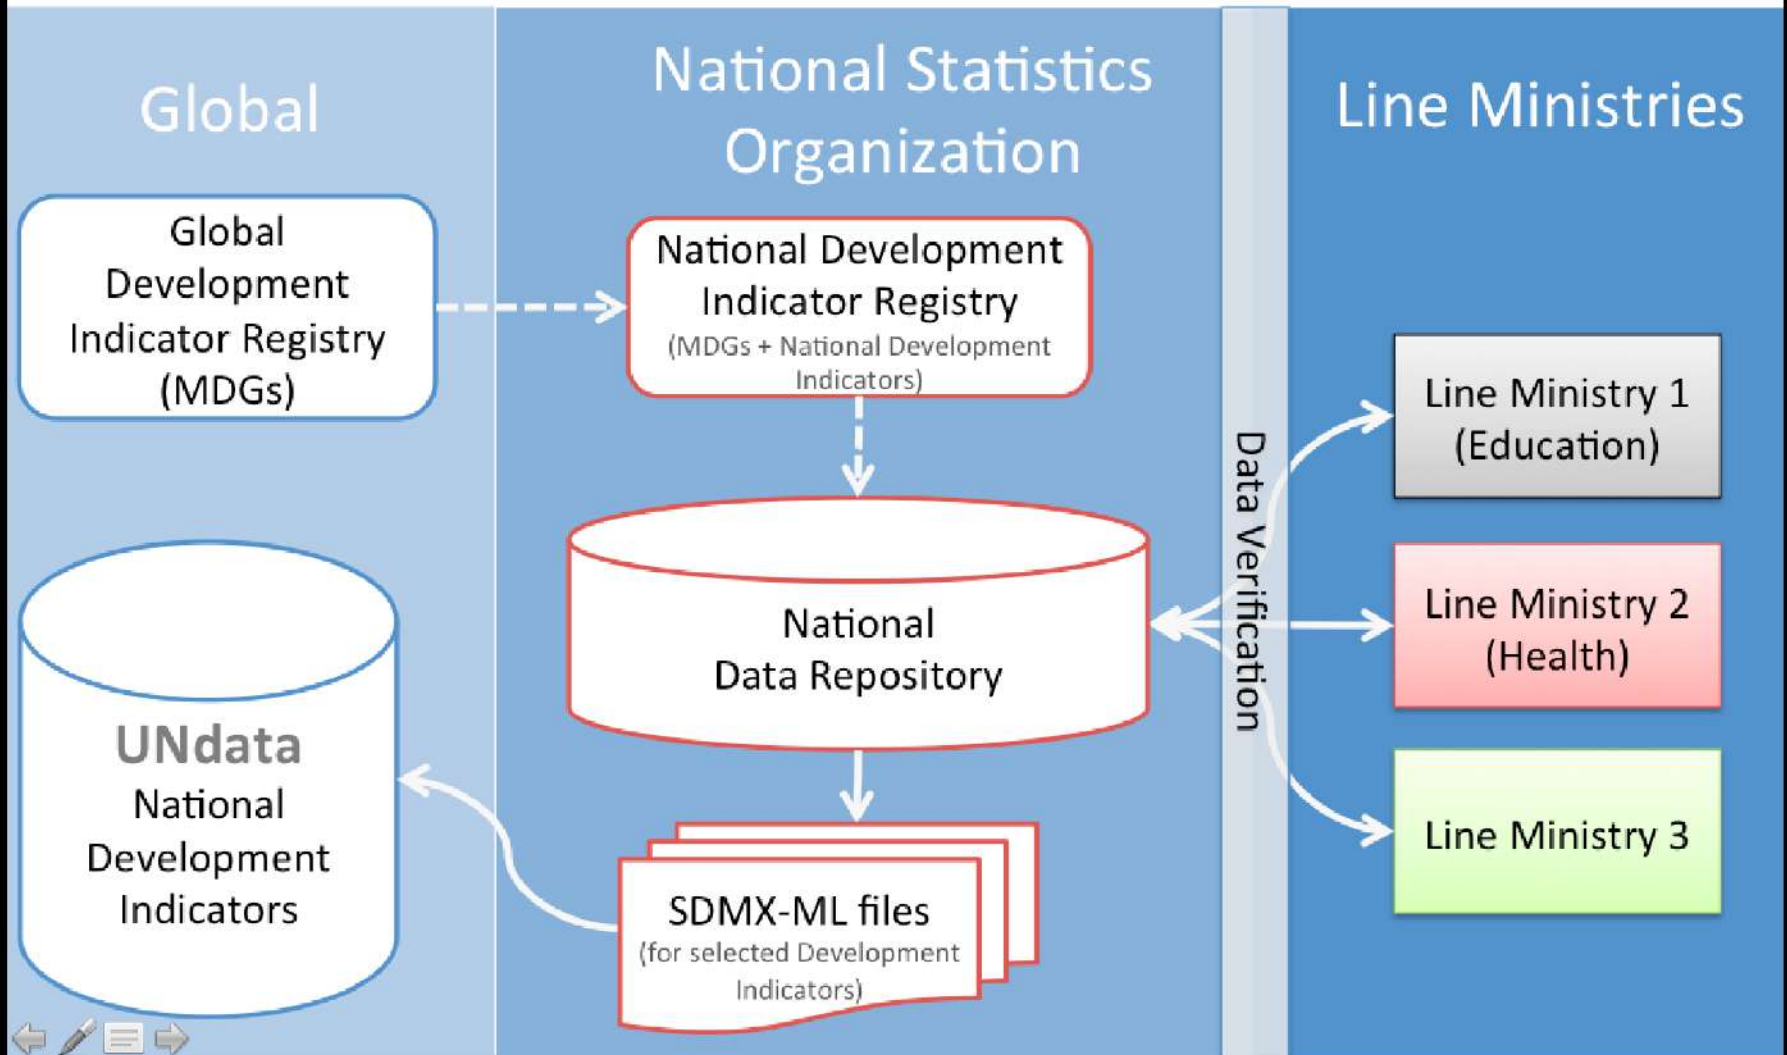 Global
Global
Development
Indicator Registry
(MDGs)
UNdata
National
Development
Indicators
National Statistics
Organization
National Development
Indicator Registry
(MDGs + National Development
Indicators)
National
Data Repository
SDMX-ML files
(for selected Development
Indicators)
Data Verification
Line Ministries
Line Ministry 1
(Education)
Line Ministry 2
(Health)
Line Ministry 3